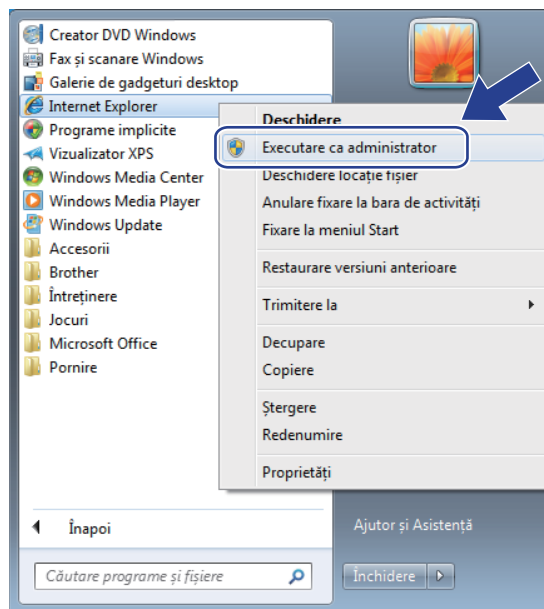 Creator DVD Windows
Fax și scanare Windows
Galerie de gadgeturi desktop
Internet Explorer
Programe implicite
Vizualizator XPS
Windows Media Center
Windows Media Player
Windows Update
Accesorii
Brother
Întreținere
Jocuri
Microsoft Office
Pornire
Înapoi
Căutare programe și fișiere
Deschidere
Executare ca administrator
Deschidere locație fișier
Anulare fixare la bara de activități
Fixare la meniul Start
Restaurare versiuni anterioare
Trimitere la
Decupare
Copiere
Ștergere
Redenumire
Proprietăți
Ajutor și Asistență
Închidere